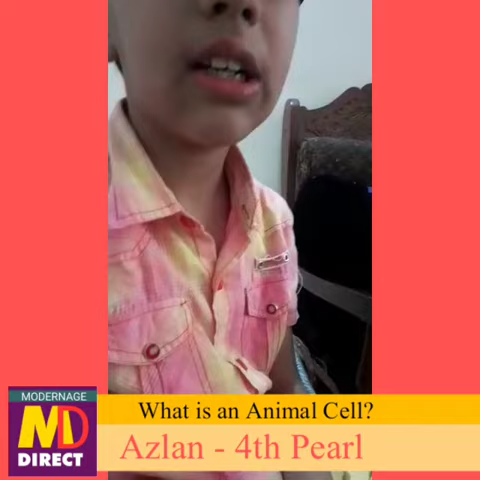 What is an Animal Cell?
Azlan - 4th Pearl
MODERNAGE
MD
DIRECT